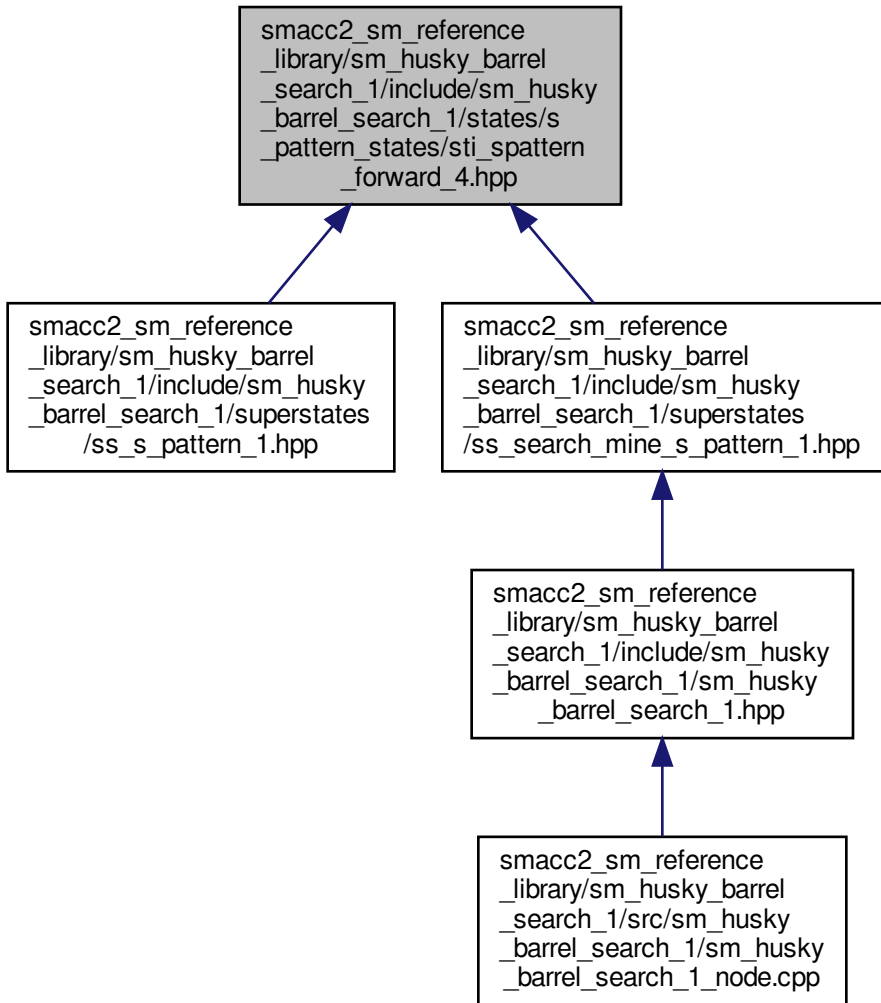 smacc2_sm_reference
_library/sm_husky_barrel
_search_1/include/sm_husky
_barrel_search_1/states/s
_pattern_states/sti_spattern
_forward_4.hpp
smacc2_sm_reference
_library/sm_husky_barrel
_search_1/include/sm_husky
_barrel_search_1/superstates
/ss_s_pattern_1.hpp
smacc2_sm_reference
_library/sm_husky_barrel
_search_1/include/sm_husky
_barrel_search_1/superstates
/ss_search_mine_s_pattern_1.hpp
smacc2_sm_reference
_library/sm_husky_barrel
_search_1/include/sm_husky
_barrel_search_1/sm_husky
_barrel_search_1.hpp
smacc2_sm_reference
_library/sm_husky_barrel
_search_1/src/sm_husky
_barrel_search_1/sm_husky
_barrel_search_1_node.cpp